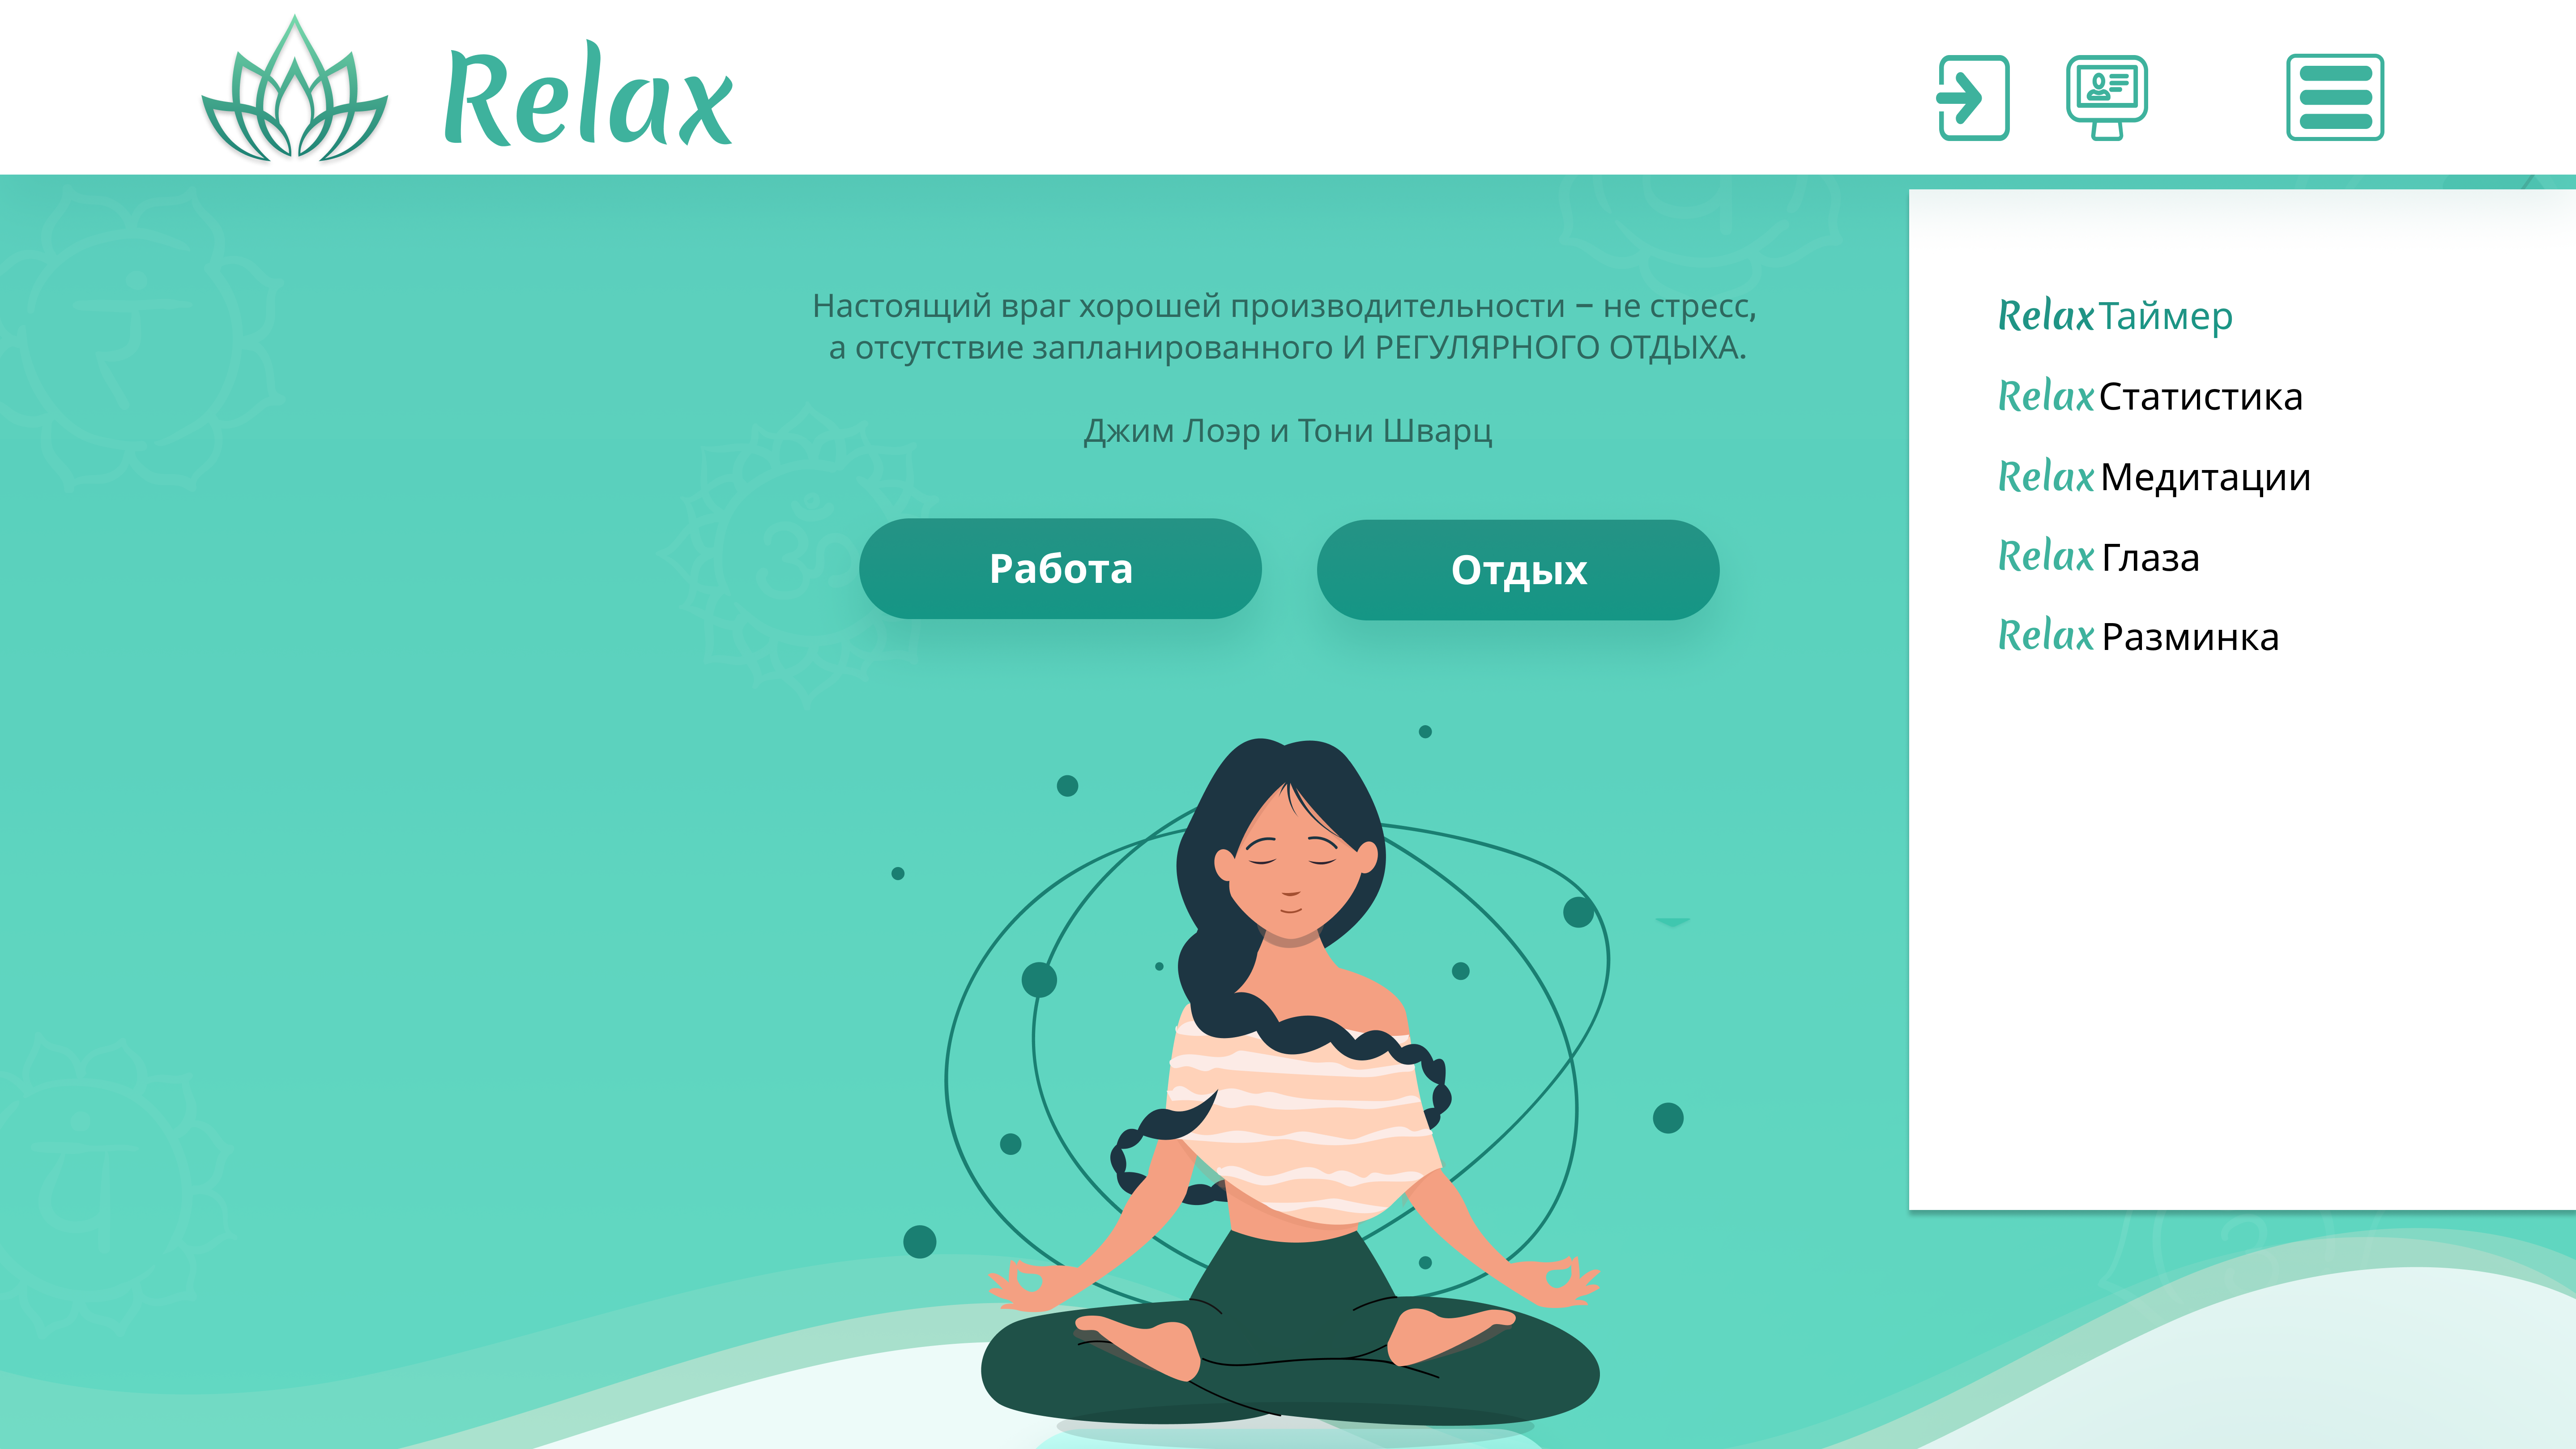 Relax
Настоящий враг хорошей производительности – не стресс,
а отсутствие запланированного И РЕГУЛЯРНОГО ОТДЫХА.
Джим Лоэр и Тони Шварц
Работа
Отдых
Relax Таймер
Relax Статистика
Relax Медитации
Relax Глаза
Relax Разминка
रं
ॐ
पं